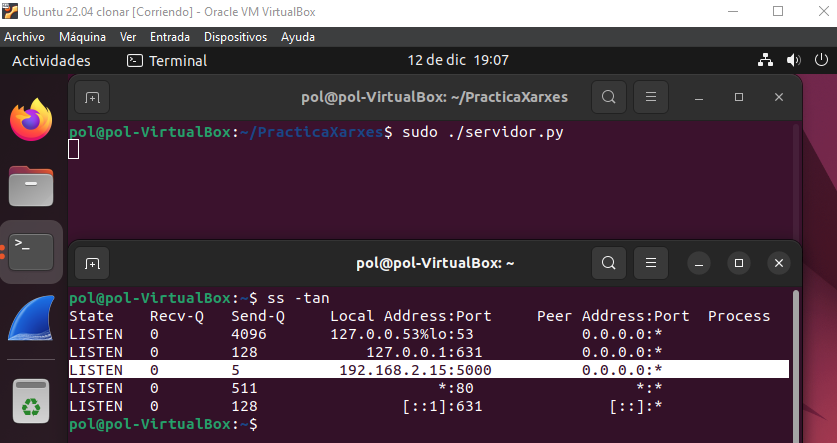 Ubuntu 22.04 clonar [Corriendo] - Oracle VM VirtualBox
Archivo Máquina Ver Entrada Dispositivos Ayuda
Actividades Terminal 12 de dic 19:07
pol@pol-VirtualBox: ~/PracticaXarxes
pol@pol-VirtualBox:~/PracticaXarxes$ sudo ./servidor.py
pol@pol-VirtualBox: ~
>_
pol@pol-VirtualBox:~$ ss -tan
State Recv-Q Send-Q Local Address:Port Peer Address:Port Process
LISTEN 0 4096 127.0.0.53%lo:53 0.0.0.0:*
LISTEN 0 128 127.0.0.1:631 0.0.0.0:*
LISTEN 0 5 192.168.2.15:5000 0.0.0.0:*
LISTEN 0 511 *:80 *:*
LISTEN 0 128 [::1]:631 [::]:*
pol@pol-VirtualBox:~$